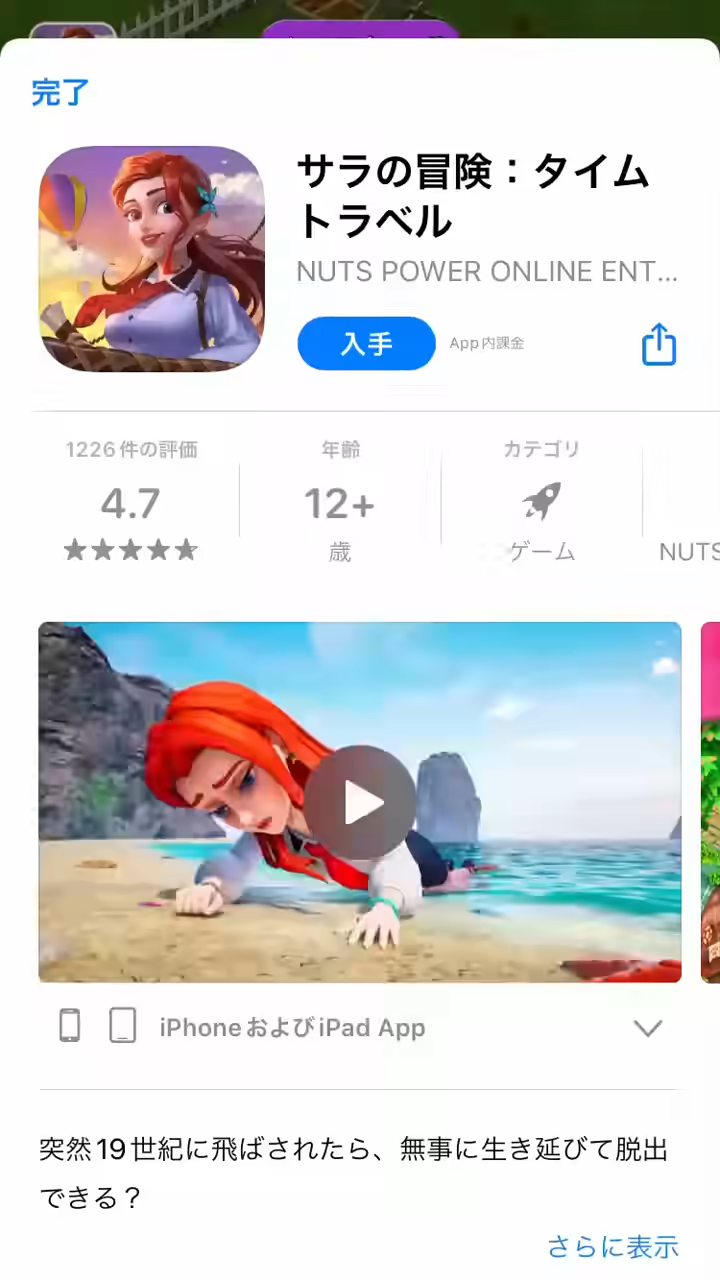 完了
サラの冒険：タイム
トラベル
NUTS POWER ONLINE ENT...
入手
App内課金
1226件の評価
年齢
カテゴリ
4.7
12+
歳
ゲーム
NUTS
iPhoneおよびiPad App
突然19世紀に飛ばされたら、無事に生き延びて脱出
できる？
さらに表示